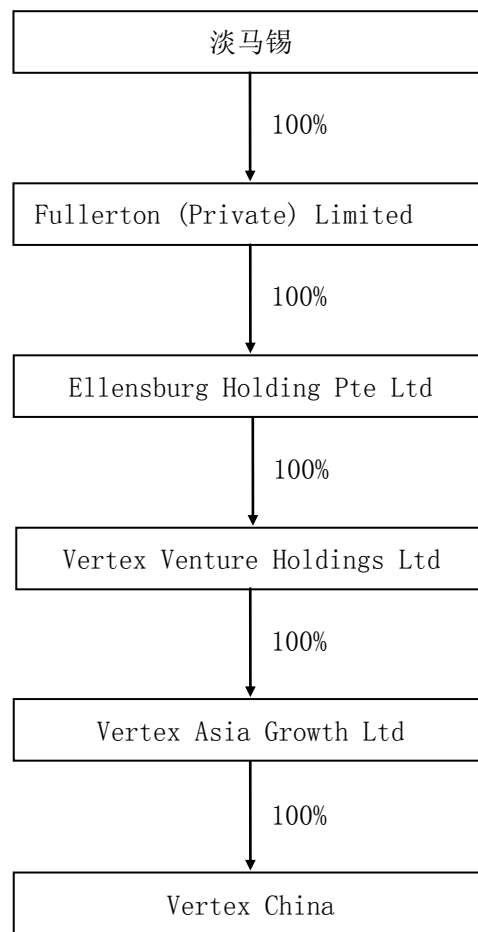 淡马锡
100%
Fullerton (Private) Limited
100%
Ellensburg Holding Pte Ltd
100%
Vertex Venture Holdings Ltd
100%
Vertex Asia Growth Ltd
100%
Vertex China